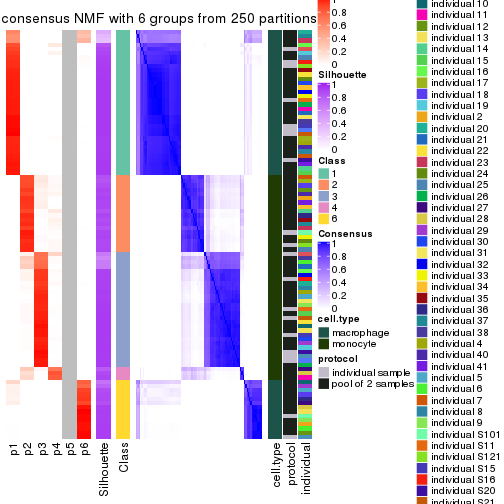 consensus NMF with 6 groups from 250 partitions
p1
p2
p3
p4
p5
p6
Silhouette
Class
cell.type
protocol
individual
0.8
0.6
0.4
0.2
0
Silhouette
1
0.8
0.6
0.4
0.2
0
Class
1
2
3
4
6
Consensus
1
0.8
0.6
0.4
0.2
0
cell.type
macrophage
monocyte
protocol
individual sample
pool of 2 samples
individual 10
individual 11
individual 12
individual 13
individual 14
individual 15
individual 16
individual 17
individual 18
individual 19
individual 2
individual 20
individual 21
individual 22
individual 23
individual 24
individual 25
individual 26
individual 27
individual 28
individual 29
individual 30
individual 31
individual 32
individual 33
individual 34
individual 35
individual 36
individual 37
individual 38
individual 4
individual 40
individual 41
individual 5
individual 6
individual 7
individual 8
individual 9
individual S101
individual S11
individual S121
individual S15
individual S16
individual S20
individual S21